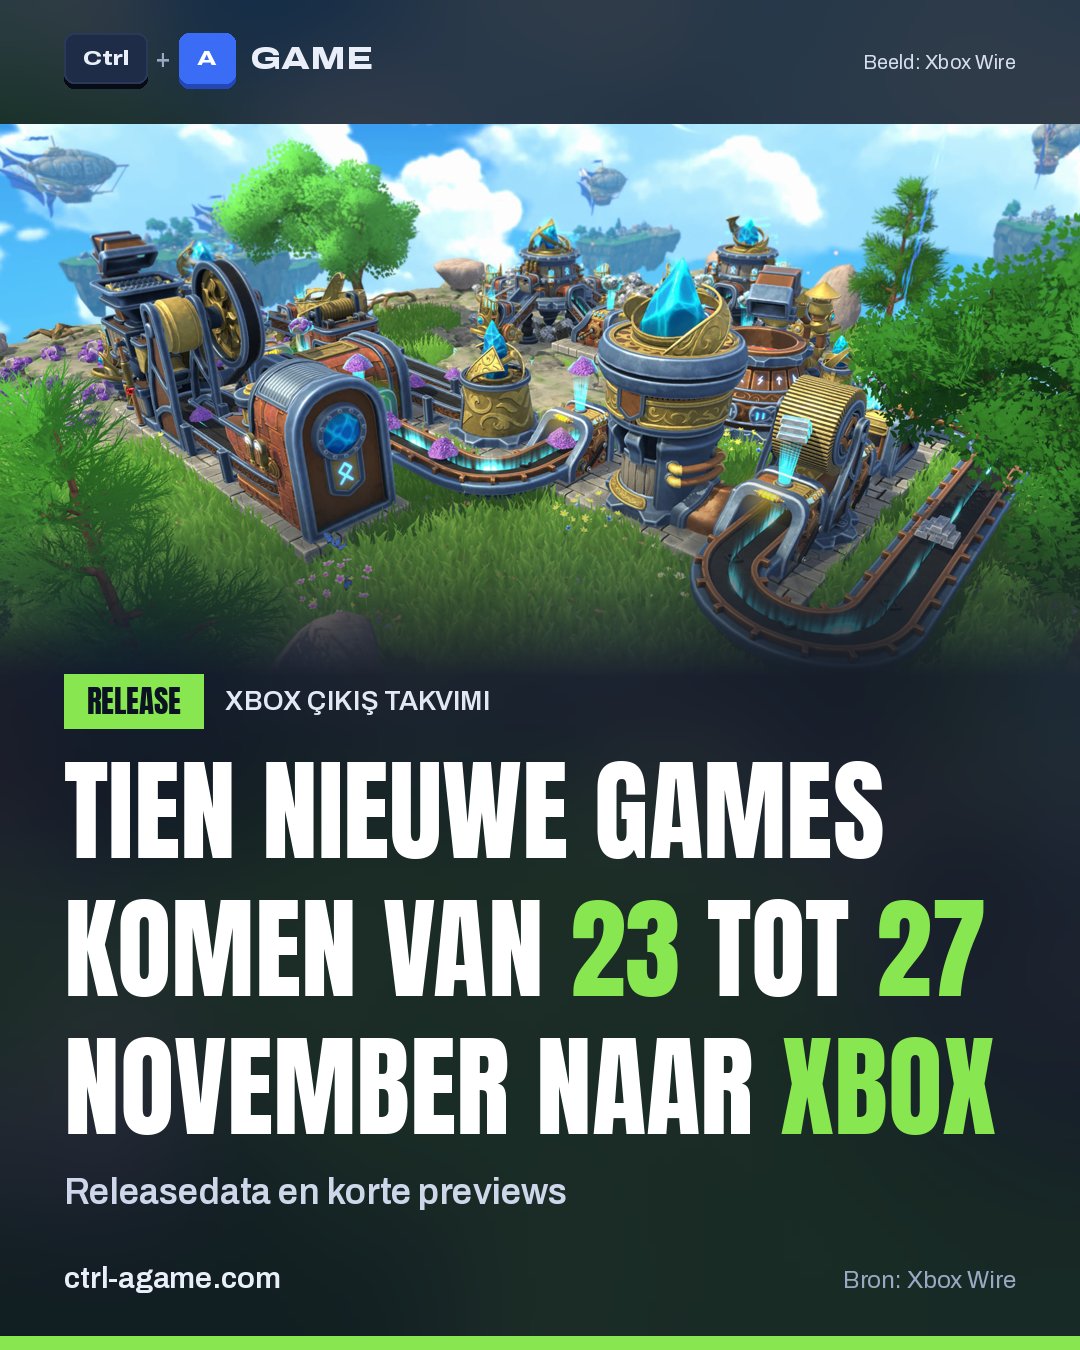 Ctrl + A GAME
Beeld: Xbox Wire
RELEASE XBOX ÇIKIŞ TAKVIMI
TIEN NIEUWE GAMES
KOMEN VAN 23 TOT 27
NOVEMBER NAAR XBOX
Releasedata en korte previews
ctrl-agame.com
Bron: Xbox Wire